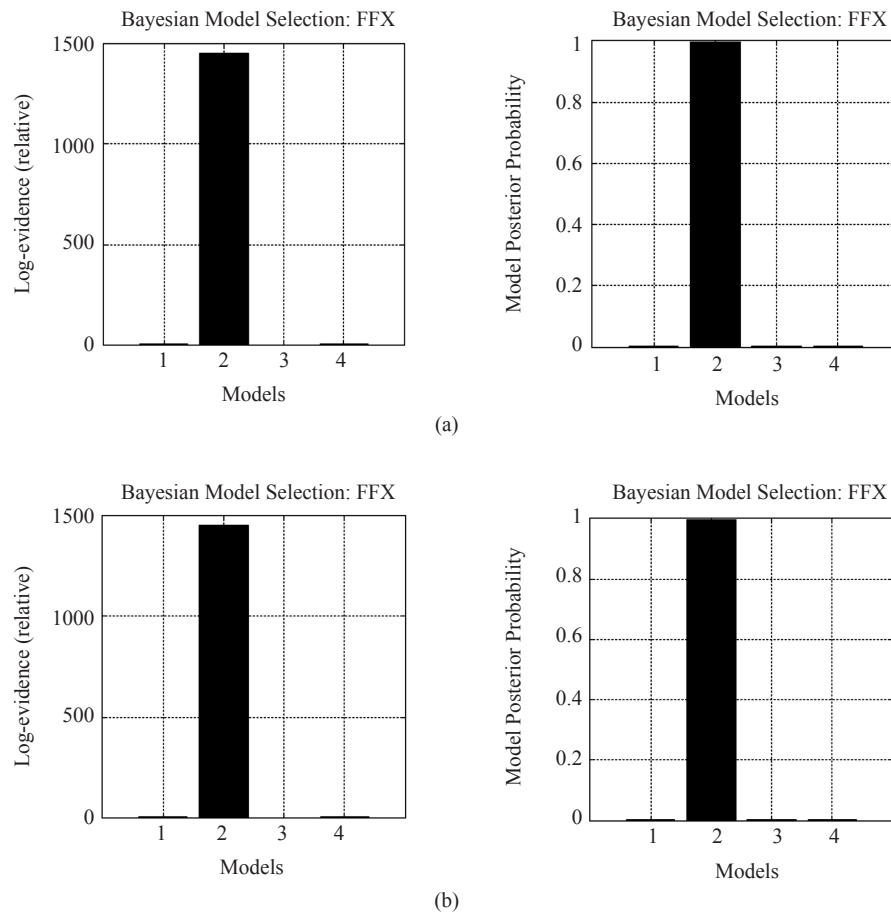 Bayesian Model Selection: FFX
Log-evidence (relative)
1500
1000
500
0
1 2 3 4
Models
Bayesian Model Selection: FFX
Model Posterior Probability
1
0.8
0.6
0.4
0.2
0
1 2 3 4
Models
(a)
Bayesian Model Selection: FFX
Log-evidence (relative)
1500
1000
500
0
1 2 3 4
Models
Bayesian Model Selection: FFX
Model Posterior Probability
1
0.8
0.6
0.4
0.2
0
1 2 3 4
Models
(b)